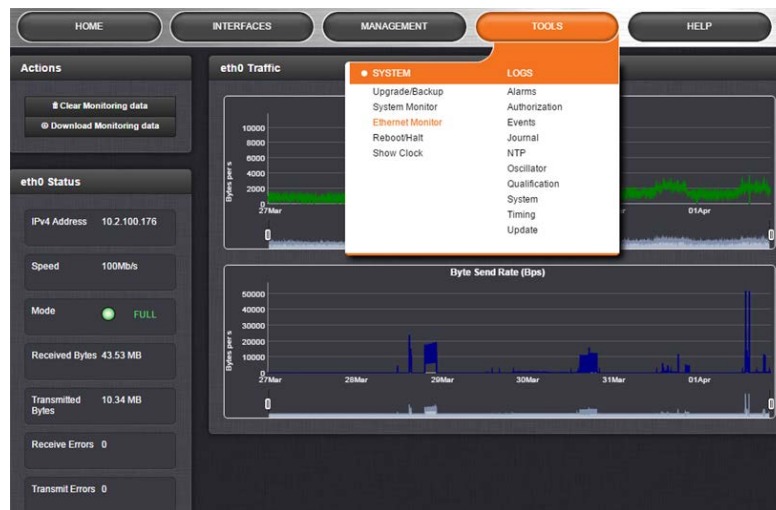 HOME INTERFACES MANAGEMENT TOOLS HELP
Actions
Clear Monitoring data
Download Monitoring data
eth0 Status
IPv4 Address 10.2.100.176
Speed 100Mb/s
Mode FULL
Received Bytes 43.53 MB
Transmitted Bytes 10.34 MB
Receive Errors 0
Transmit Errors 0
eth0 Traffic
SYSTEM
Upgrade/Backup
System Monitor
Ethernet Monitor
Reboot/Halt
Show Clock
LOGS
Alarms
Authorization
Events
Journal
NTP
Oscillator
Qualification
System
Timing
Update
Bytes per s
10000
8000
6000
4000
2000
0
27Mar 01Apr
Byte Send Rate (Bps)
Bytes per s
50000
40000
30000
20000
10000
0
27Mar 28Mar 29Mar 30Mar 31Mar 01Apr